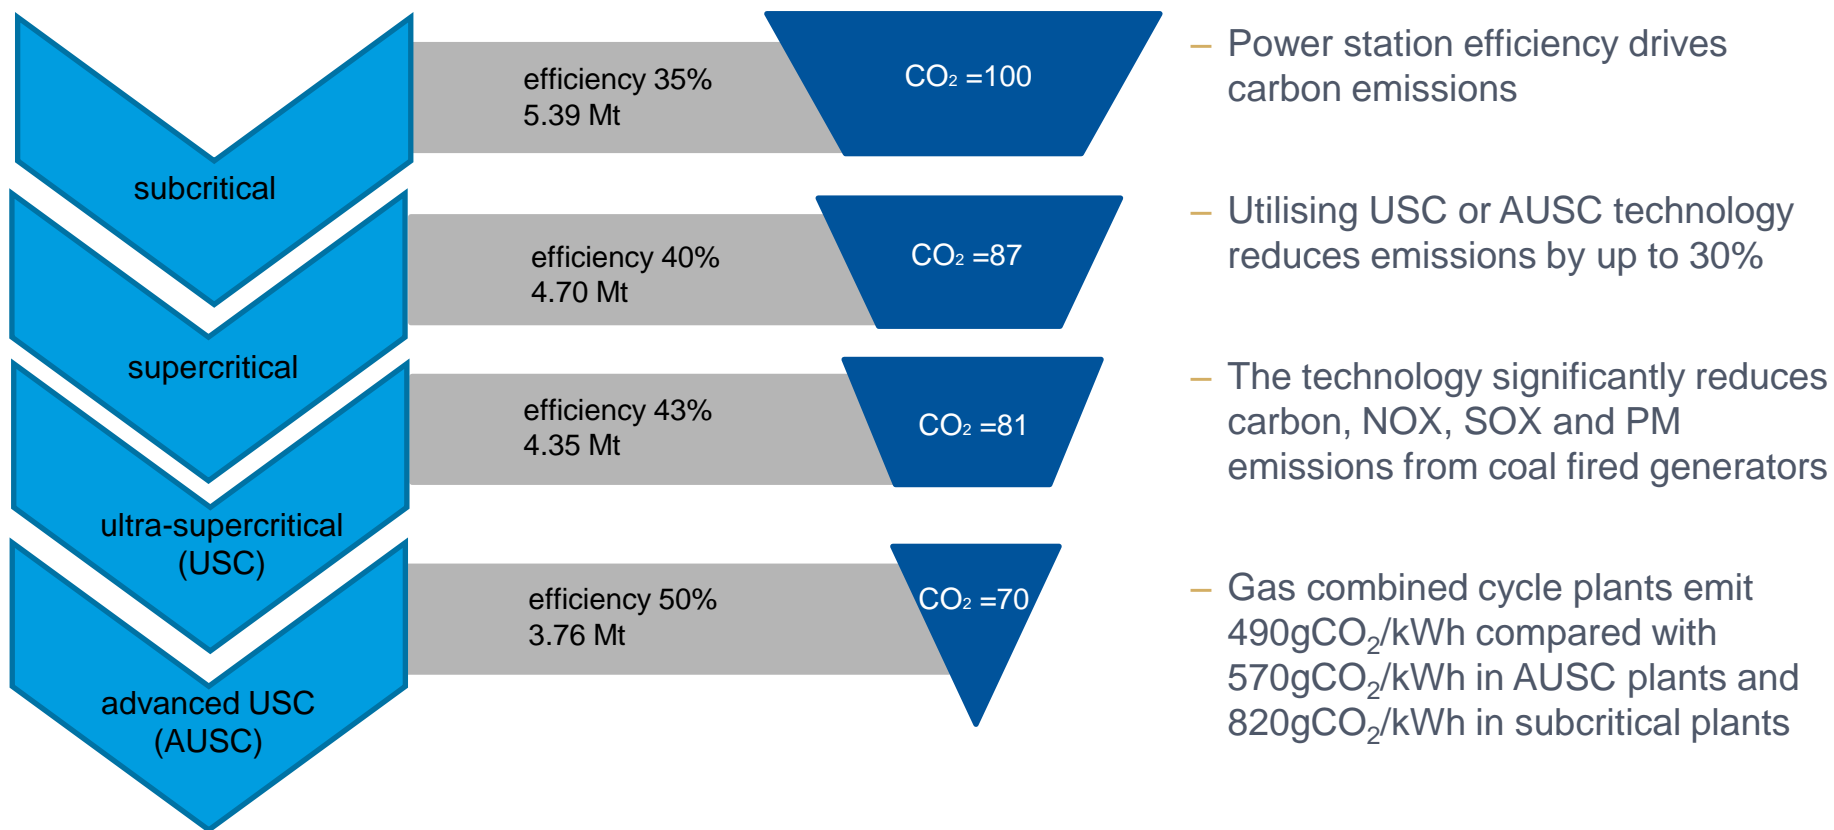 subcritical
efficiency 35%
5.39 Mt
CO₂ =100
supercritical
efficiency 40%
4.70 Mt
CO₂ =87
ultra-supercritical
(USC)
efficiency 43%
4.35 Mt
CO₂ =81
advanced USC
(AUSC)
efficiency 50%
3.76 Mt
CO₂ =70
– Power station efficiency drives
carbon emissions
– Utilising USC or AUSC technology
reduces emissions by up to 30%
– The technology significantly reduces
carbon, NOX, SOX and PM
emissions from coal fired generators
– Gas combined cycle plants emit
490gCO₂/kWh compared with
570gCO₂/kWh in AUSC plants and
820gCO₂/kWh in subcritical plants